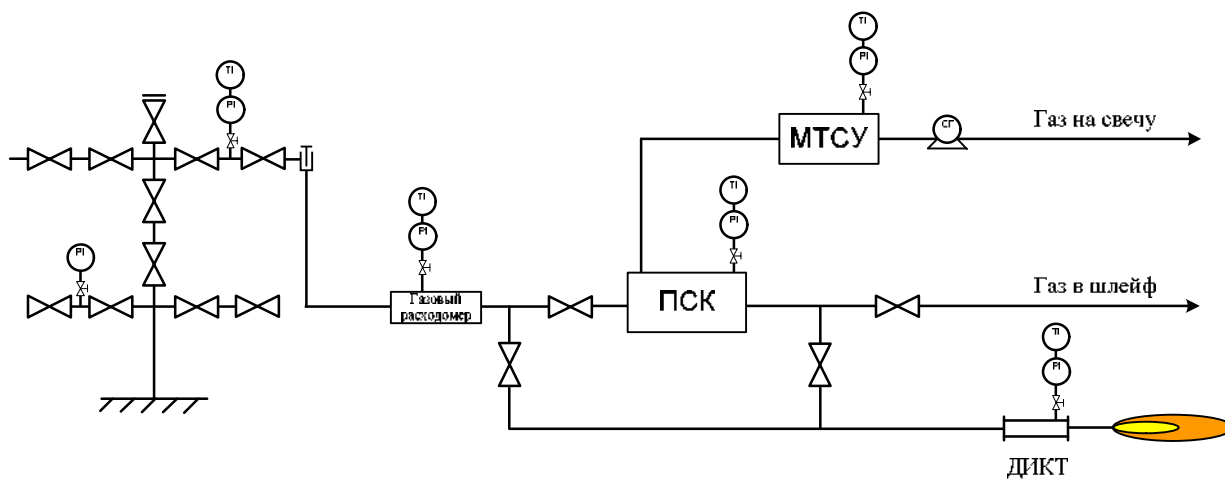 TI
PI
TI
PI
СГ
Газ на свечу
МТСУ
TI
PI
TI
PI
PI
Газовый
расходомер
ПСК
Газ в шлейф
TI
PI
ДИКТ